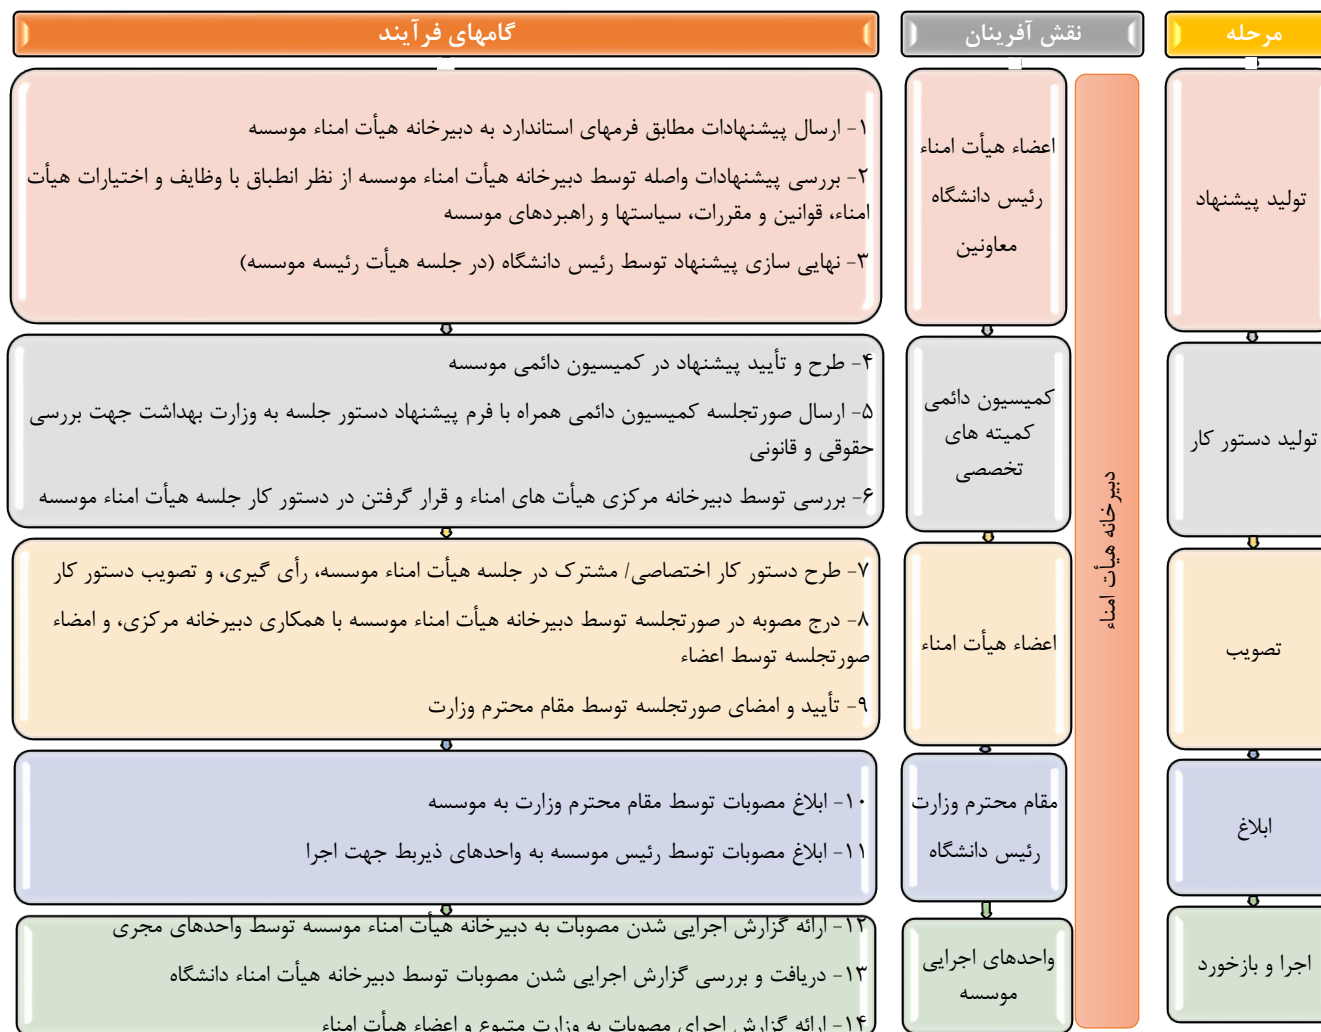 مرحله
نقش آفرینان
گامهای فرآیند
تولید پیشنهاد
اعضاء هیأت امناء
رئیس دانشگاه
معاونین
۱- ارسال پیشنهادات مطابق فرمهای استاندارد به دبیرخانه هیأت امناء موسسه
۲- بررسی پیشنهادات واصله توسط دبیرخانه هیأت امناء موسسه از نظر انطباق با وظایف و اختیارات هیأت
امناء، قوانین و مقررات، سیاستها و راهبردهای موسسه
۳- نهایی سازی پیشنهاد توسط رئیس دانشگاه (در جلسه هیأت رئیسه موسسه)
تولید دستور کار
کمیسیون دائمی
کمیته های
تخصصی
۴- طرح و تأیید پیشنهاد در کمیسیون دائمی موسسه
۵- ارسال صورتجلسه کمیسیون دائمی همراه با فرم پیشنهاد دستور جلسه به وزارت بهداشت جهت بررسی
حقوقی و قانونی
۶- بررسی توسط دبیرخانه مرکزی هیأت های امناء و قرار گرفتن در دستور کار جلسه هیأت امناء موسسه
دبیرخانه هیأت امناء
تصویب
اعضاء هیأت امناء
۷- طرح دستور کار اختصاصی/ مشترک در جلسه هیأت امناء موسسه، رأی گیری، و تصویب دستور کار
۸- درج مصوبه در صورتجلسه توسط دبیرخانه هیأت امناء موسسه با همکاری دبیرخانه مرکزی، و امضاء
صورتجلسه توسط اعضاء
۹- تأیید و امضای صورتجلسه توسط مقام محترم وزارت
ابلاغ
مقام محترم وزارت
رئیس دانشگاه
۱۰- ابلاغ مصوبات توسط مقام محترم وزارت به موسسه
۱۱- ابلاغ مصوبات توسط رئیس موسسه به واحدهای ذیربط جهت اجرا
اجرا و بازخورد
واحدهای اجرایی
موسسه
۱۲- ارائه گزارش اجرایی شدن مصوبات به دبیرخانه هیأت امناء موسسه توسط واحدهای مجری
۱۳- دریافت و بررسی گزارش اجرایی شدن مصوبات توسط دبیرخانه هیأت امناء دانشگاه
۱۴- ارائه گزارش اجرای مصوبات به وزارت متبوع و اعضاء هیأت امناء